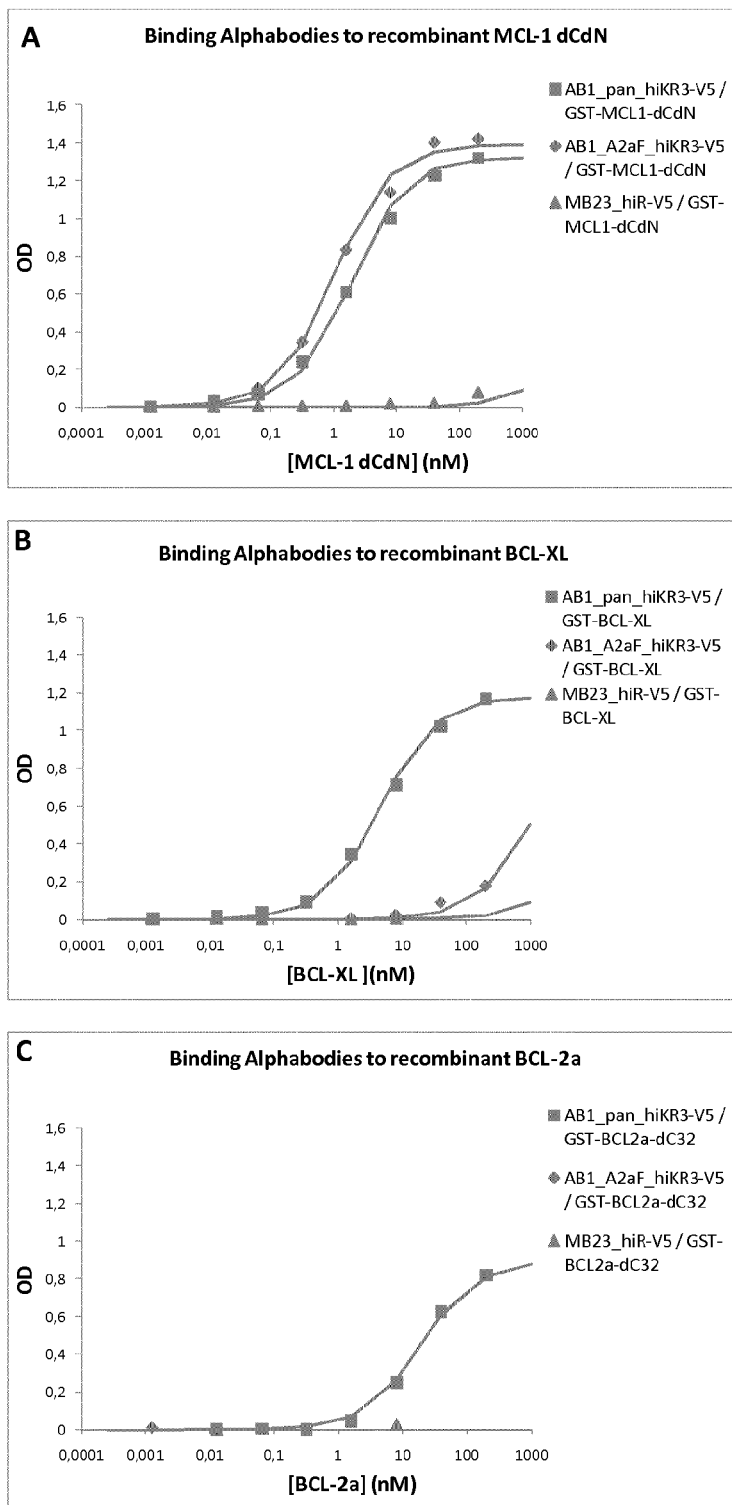 A
Binding Alphabodies to recombinant MCL-1 dCdN
AB1_pan_hiKR3-V5 /
GST-MCL1-dCdN
AB1_A2aF_hiKR3-V5
/ GST-MCL1-dCdN
MB23_hiR-V5 / GST-
MCL1-dCdN
1,6
1,4
1,2
1
0,8
0,6
0,4
0,2
0
OD
0,0001 0,001 0,01 0,1 1 10 100 1000
[MCL-1 dCdN] (nM)
B
Binding Alphabodies to recombinant BCL-XL
AB1_pan_hiKR3-V5 /
GST-BCL-XL
AB1_A2aF_hiKR3-V5
/ GST-BCL-XL
MB23_hiR-V5 / GST-
BCL-XL
1,6
1,4
1,2
1
0,8
0,6
0,4
0,2
0
OD
0,0001 0,001 0,01 0,1 1 10 100 1000
[BCL-XL ](nM)
C
Binding Alphabodies to recombinant BCL-2a
AB1_pan_hiKR3-V5 /
GST-BCL2a-dC32
AB1_A2aF_hiKR3-V5
/ GST-BCL2a-dC32
MB23_hiR-V5 / GST-
BCL2a-dC32
1,6
1,4
1,2
1
0,8
0,6
0,4
0,2
0
OD
0,0001 0,001 0,01 0,1 1 10 100 1000
[BCL-2a] (nM)